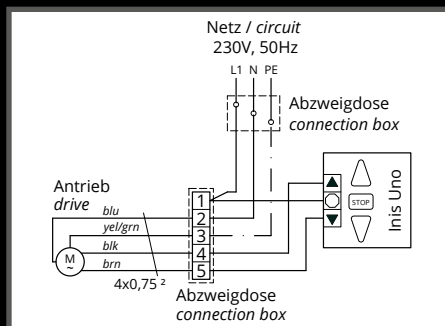 Netz / circuit
230V, 50Hz
L1 N PE
Abzweigdose
connection box
Antrieb
drive
blu
yel/grn
blk
brn
M
~
4x0,75 ²
1
2
3
4
5
Abzweigdose
connection box
STOP
Inis Uno